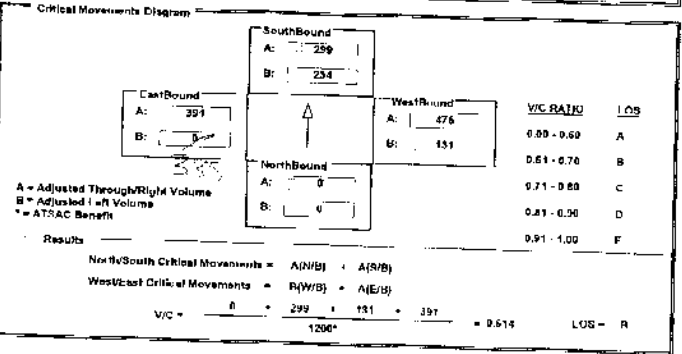 Critical Movements Diagram
SouthBound
A: 299
B: 234
EastBound
A: 391
B: 0
WestBound
A: 476
B: 131
NorthBound
A: 0
B: 0
V/C RATIO LOS
0.00 - 0.60 A
0.61 - 0.70 B
0.71 - 0.80 C
0.81 - 0.90 D
0.91 - 1.00 E
A = Adjusted Through/Right Volume
B = Adjusted Left Volume
* = ATSAC Benefit
Results
North/South Critical Movements = A(N/B) + A(S/B)
West/East Critical Movements = B(W/B) + A(E/B)
V/C = 0 + 299 + 131 + 391 = 0.614 LOS = B
1200*